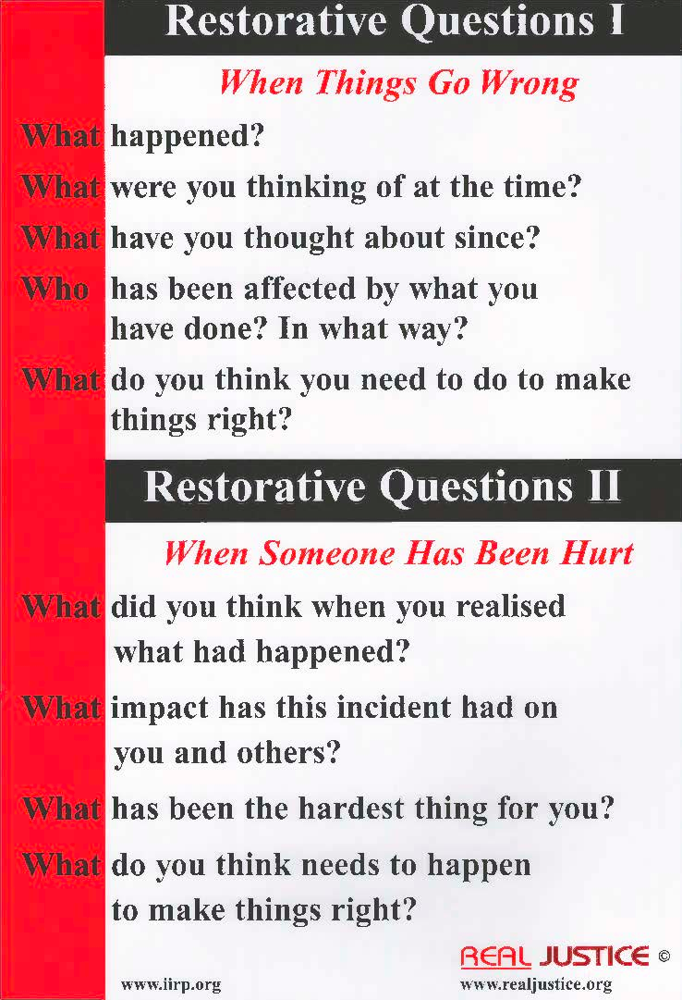 Restorative Questions I
When Things Go Wrong
What happened?
What were you thinking of at the time?
What have you thought about since?
Who has been affected by what you
have done? In what way?
What do you think you need to do to make
things right?
Restorative Questions II
When Someone Has Been Hurt
What did you think when you realised
what had happened?
What impact has this incident had on
you and others?
What has been the hardest thing for you?
What do you think needs to happen
to make things right?
REAL JUSTICE ©
www.iirp.org www.realjustice.org